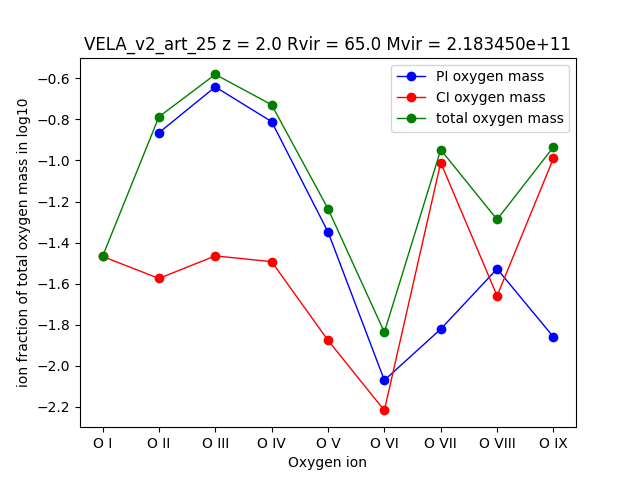 VELA_v2_art_25 z = 2.0 Rvir = 65.0 Mvir = 2.183450e+11
PI oxygen mass
CI oxygen mass
total oxygen mass
ion fraction of total oxygen mass in log10
−0.6
−0.8
−1.0
−1.2
−1.4
−1.6
−1.8
−2.0
−2.2
O I O II O III O IV O V O VI O VII O VIII O IX
Oxygen ion